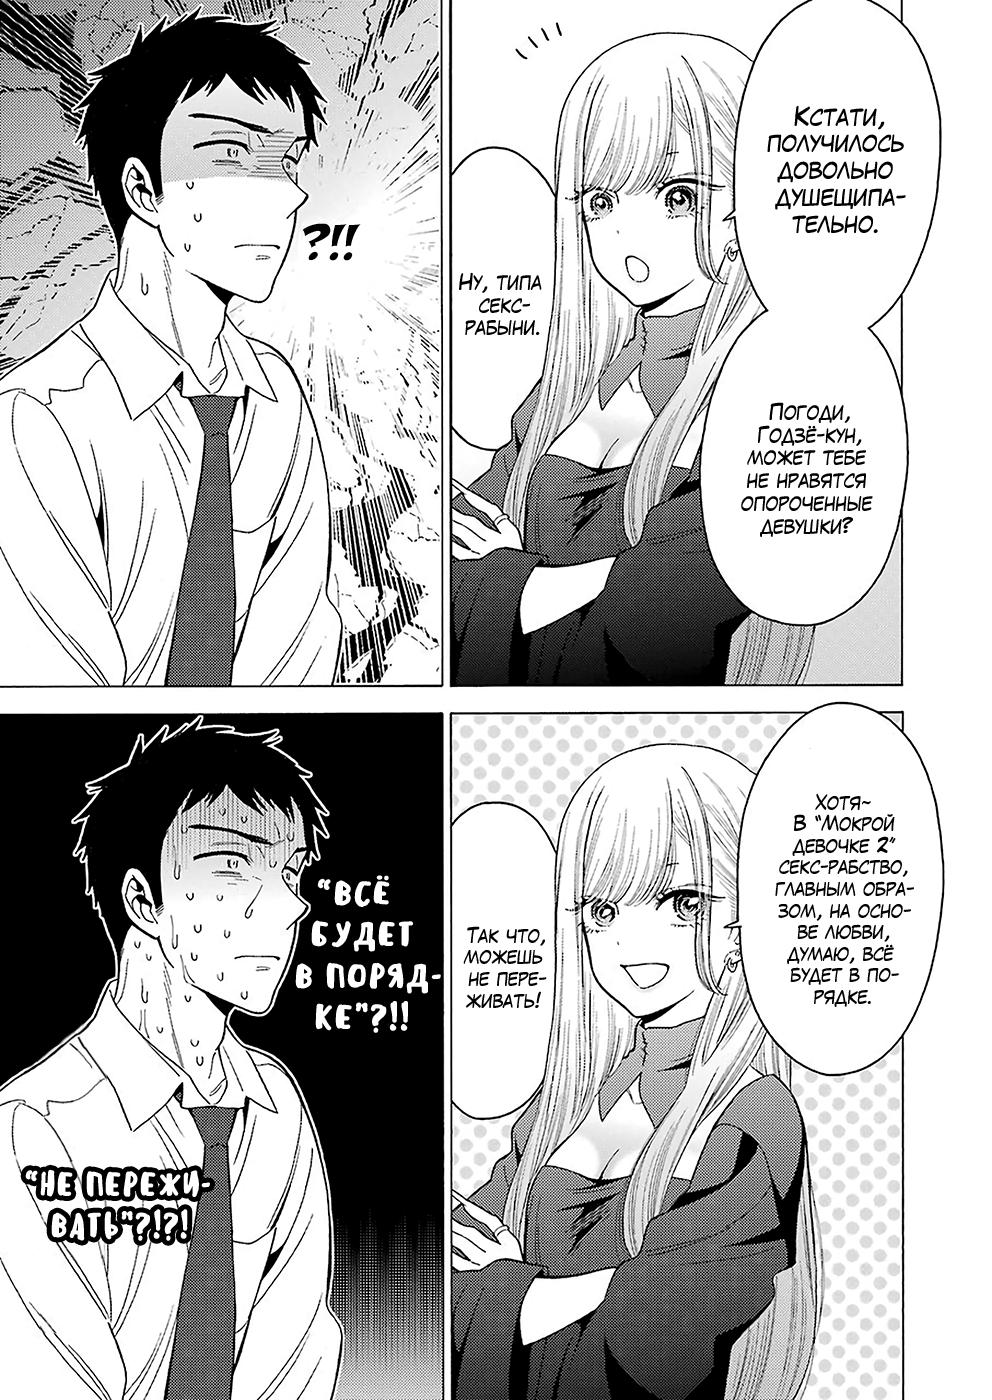 Кстати,
получилось
довольно
душещипа-
тельно.
Погоди,
Годзё-кун,
может тебе
не нравятся
опороченные
девушки?
Ну, типа
секс-
рабыни.
?!!
Хотя~
В "Мокрой
девочке 2"
секс-рабство,
главным обра-
зом, на осно-
ве любви,
думаю, всё
будет в по-
рядке.
Так что,
можешь
не пере-
живать!
"Всё
будет
в поряд-
ке"?!!
"Не пережи-
вать"?!?!